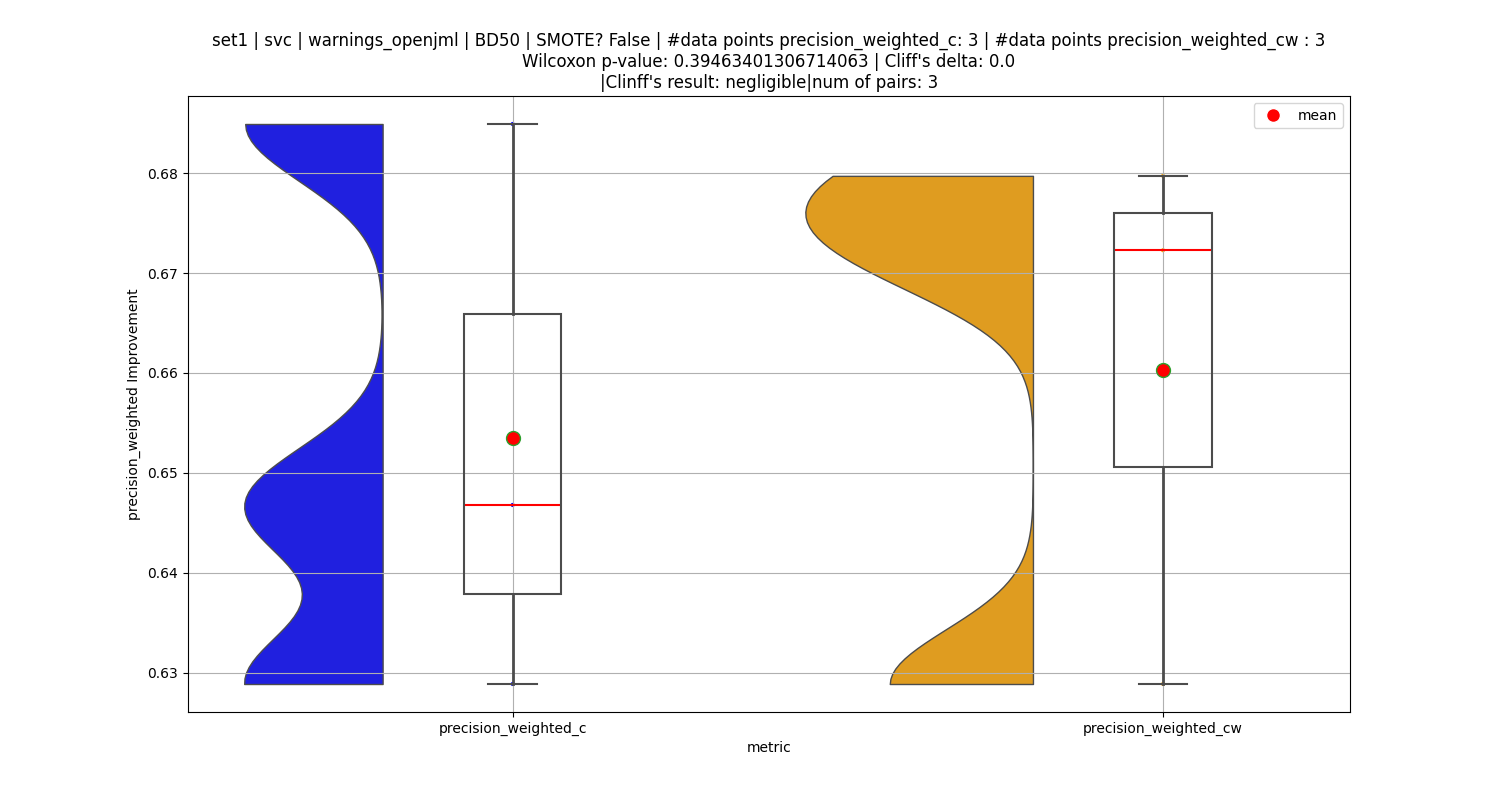 set1 | svc | warnings_openjml | BD50 | SMOTE? False | #data points precision_weighted_c: 3 | #data points precision_weighted_cw : 3
Wilcoxon p-value: 0.39463401306714063 | Cliff's delta: 0.0
|Clinff's result: negligible|num of pairs: 3
mean
0.68
0.67
0.66
0.65
0.64
0.63
precision_weighted Improvement
precision_weighted_c
precision_weighted_cw
metric